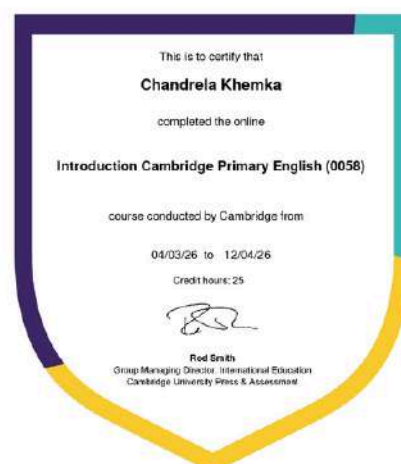 This is to certify that
Chandrela Khemka
completed the online
Introduction Cambridge Primary English (0058)
course conducted by Cambridge from
04/03/26 to 12/04/26
Credit hours: 25
Rod Smith
Group Managing Director, International Education
Cambridge University Press & Assessment